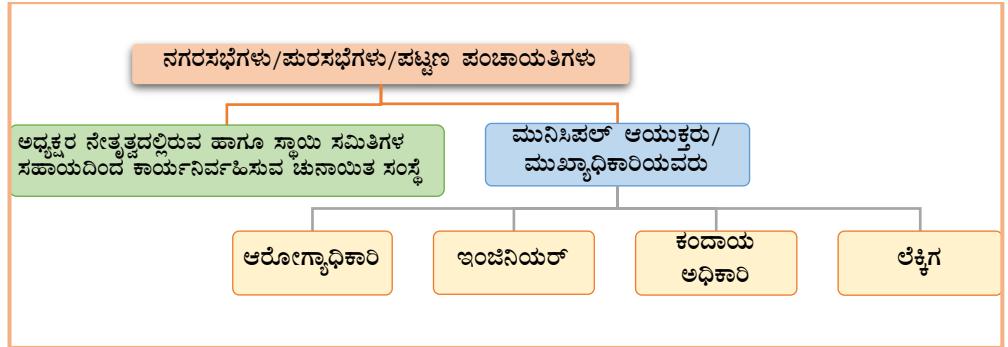 ನಗರಸಭೆಗಳು/ಪುರಸಭೆಗಳು/ಪಟ್ಟಣ ಪಂಚಾಯತಿಗಳು
ಅಧ್ಯಕ್ಷರ ನೇತೃತ್ವದಲ್ಲಿರುವ ಹಾಗೂ ಸ್ಥಾಯಿ ಸಮಿತಿಗಳ
ಸಹಾಯದಿಂದ ಕಾರ್ಯನಿರ್ವಹಿಸುವ ಚುನಾಯಿತ ಸಂಸ್ಥೆ
ಮುನಿಸಿಪಲ್ ಆಯುಕ್ತರು/
ಮುಖ್ಯಾಧಿಕಾರಿಯವರು
ಆರೋಗ್ಯಾಧಿಕಾರಿ
ಇಂಜಿನಿಯರ್
ಕಂದಾಯ
ಅಧಿಕಾರಿ
ಲೆಕ್ಕಿಗ